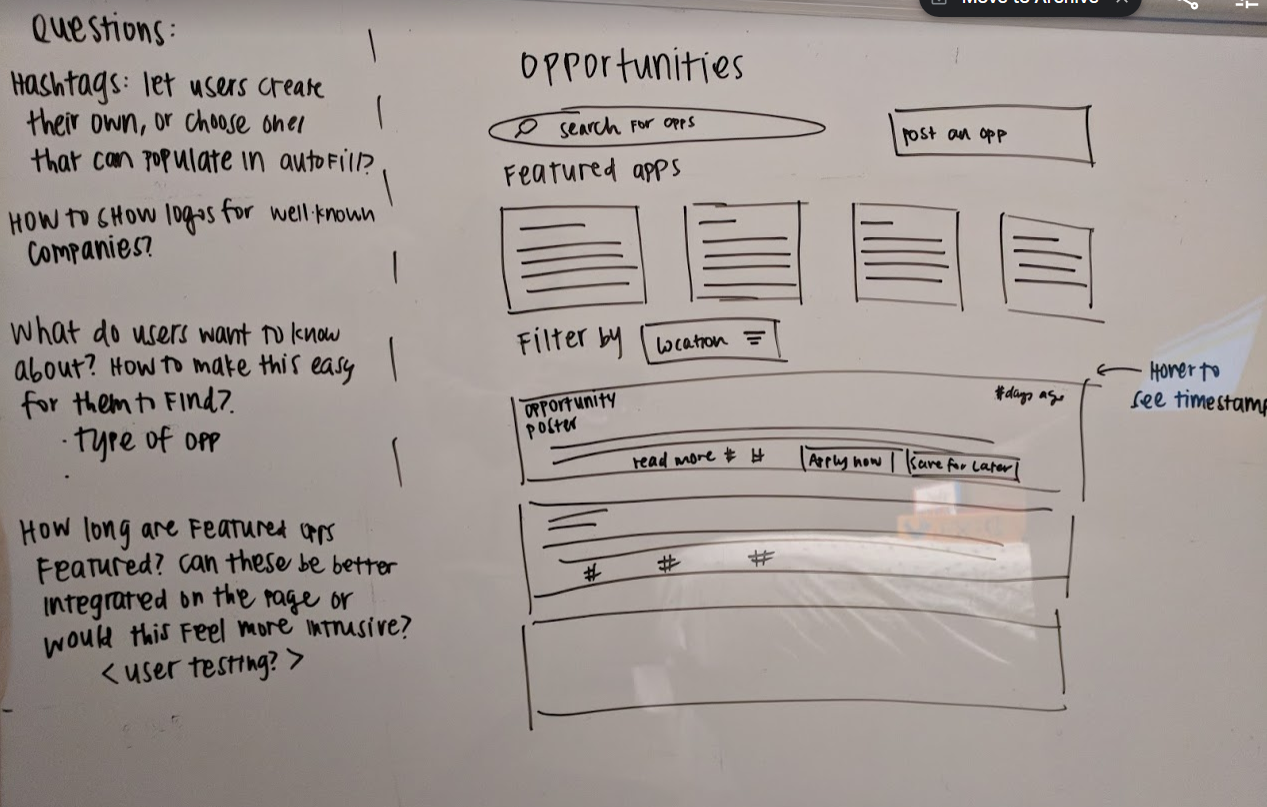 Move to Archive
Questions:
Hashtags: let users create
their own, or choose ones
that can populate in autofill?
How to show logos for well-known
companies?
What do users want to know
about? How to make this easy
for them to find?
· Type of opp
·
How long are featured opps
featured? Can these be better
integrated on the page or
would this feel more intrusive?
<user testing?>
Opportunities
search for opps
post an opp
Featured opps
Filter by
location
opportunity
poster
#days ago
read more # #
Apply now
Save for later
# # #
← Hover to
see timestamp